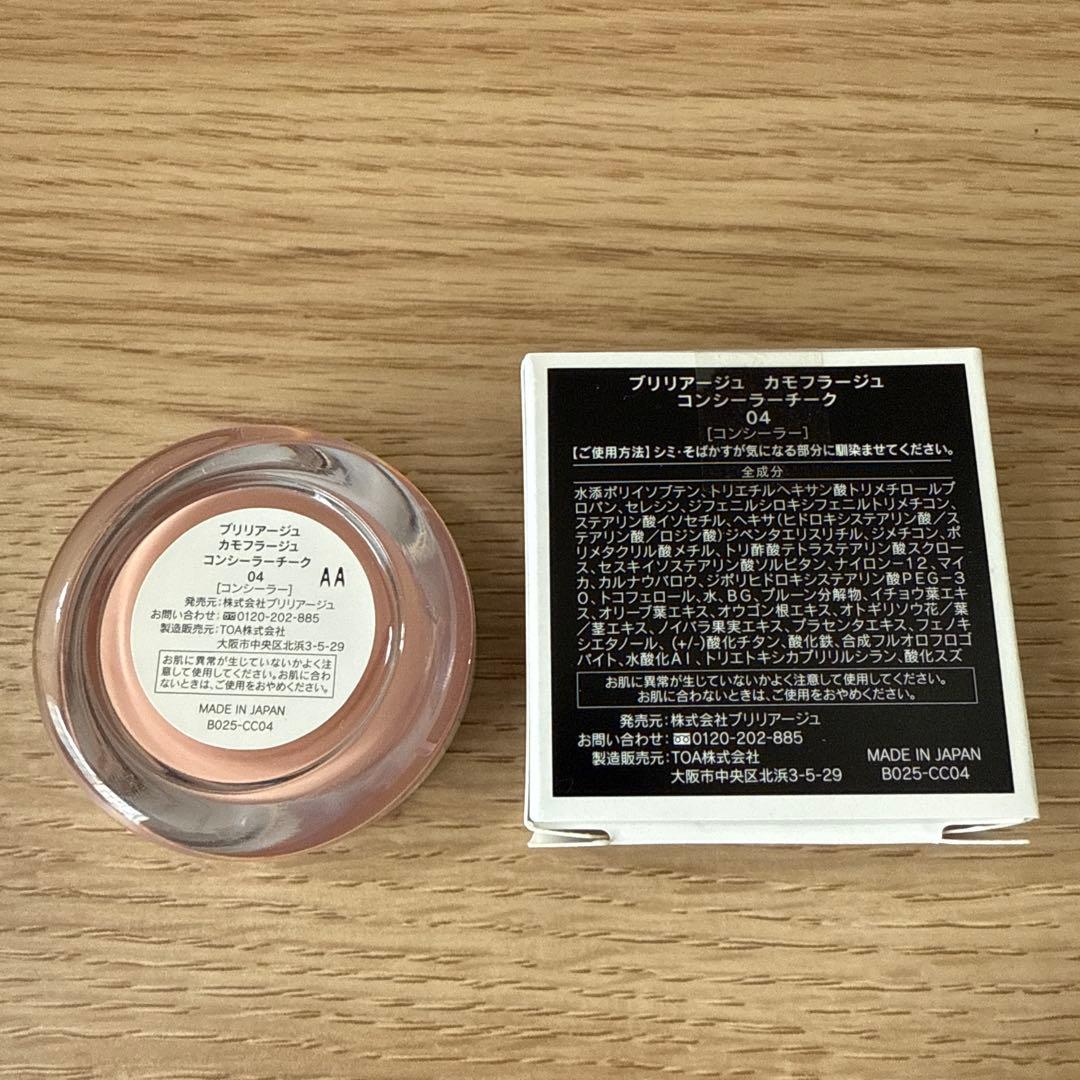 ブリリアージュ
カモフラージュ
コンシーラーチーク
04
[コンシーラー]
AA
発売元:株式会社ブリリアージュ
お問い合わせ:0120-202-885
製造販売元:TOA株式会社
大阪市中央区北浜3-5-29
お肌に異常が生じていないかよく注
意して使用してください。お肌に合わ
ないときは、ご使用をおやめください。
MADE IN JAPAN
B025-CC04
ブリリアージュ カモフラージュ
コンシーラーチーク
04
[コンシーラー]
【ご使用方法】シミ・そばかすが気になる部分に馴染ませてください。
全成分
水添ポリイソブテン、トリエチルヘキサン酸トリメチロールプ
ロパン、セレシン、ジフェニルシロキシフェニルトリメチコン、
ステアリン酸イソセチル、ヘキサ(ヒドロキシステアリン酸/ス
テアリン酸/ロジン酸)ジペンタエリスリチル、ジメチコン、ポ
リメタクリル酸メチル、トリ酢酸テトラステアリン酸スクロー
ス、セスキイソステアリン酸ソルビタン、ナイロン-12、マイ
カ、カルナウバロウ、ジポリヒドロキシステアリン酸PEG-3
0、トコフェロール、水、BG、プルーン分解物、イチョウ葉エキ
ス、オリーブ葉エキス、オウゴン根エキス、オトギリソウ花/葉
/茎エキス、ノイバラ果実エキス、プラセンタエキス、フェノキ
シエタノール、(+/-)酸化チタン、酸化鉄、合成フルオロフロゴ
パイト、水酸化Al、トリエトキシカプリリルシラン、酸化スズ
お肌に異常が生じていないかよく注意して使用してください。
お肌に合わないときは、ご使用をおやめください。
発売元:株式会社ブリリアージュ
お問い合わせ:0120-202-885
製造販売元:TOA株式会社
大阪市中央区北浜3-5-29
MADE IN JAPAN
B025-CC04